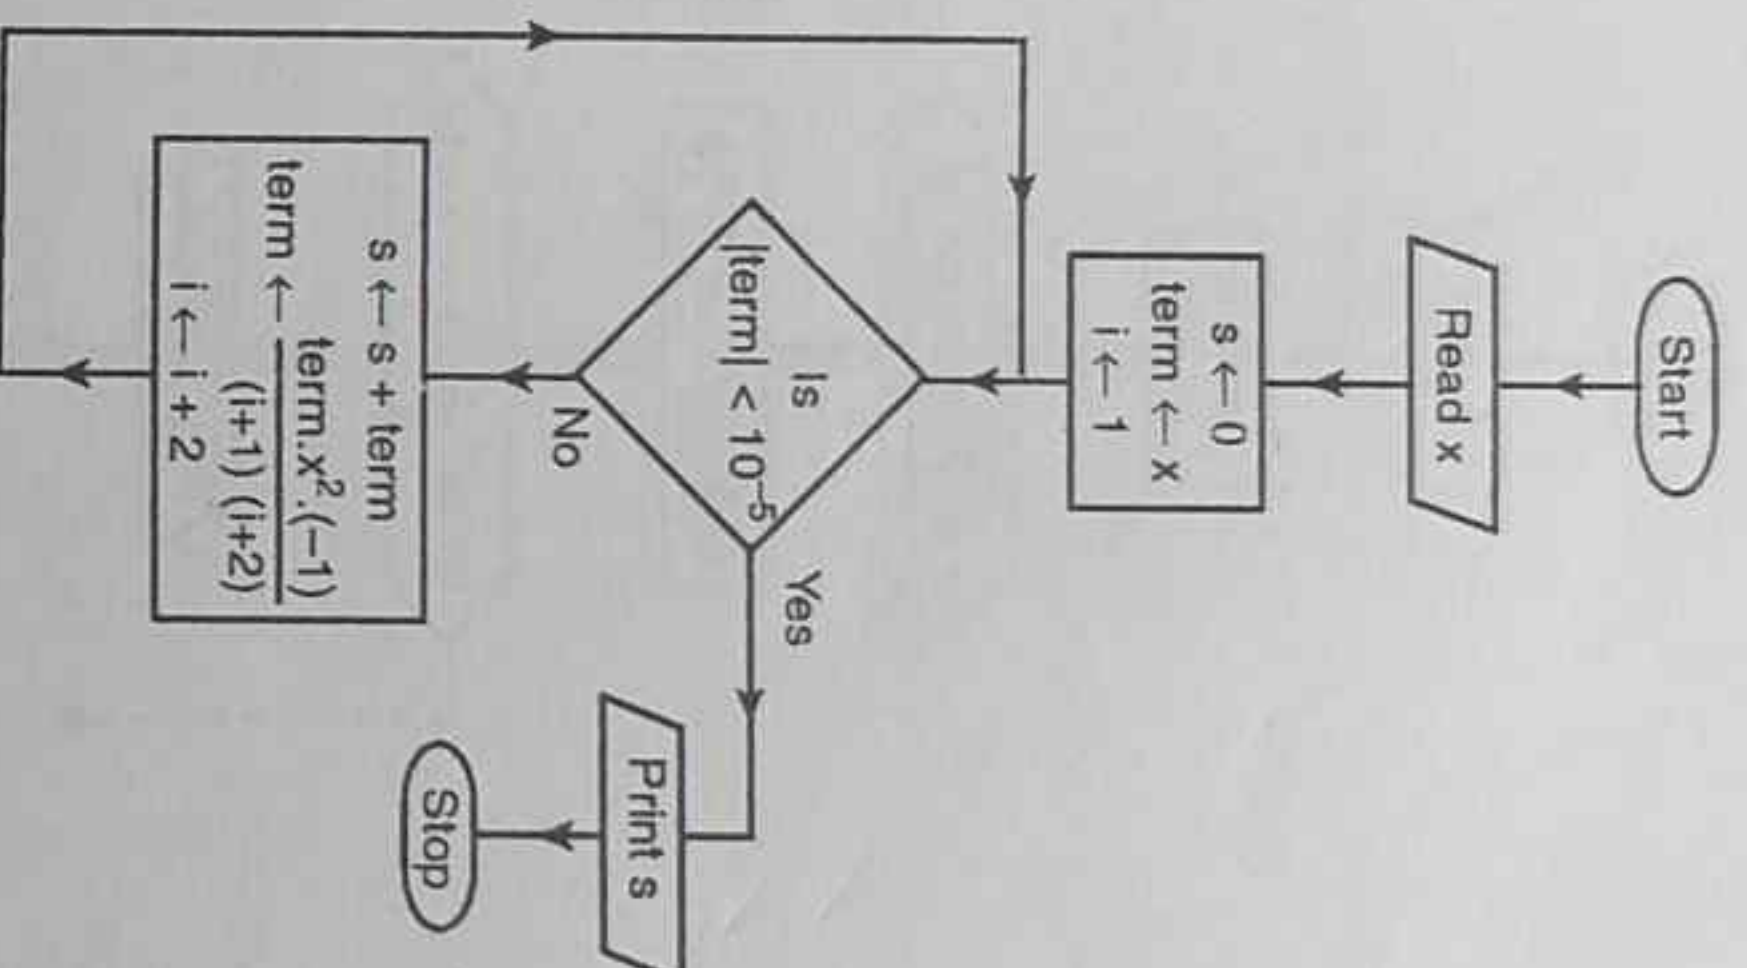 Start
Read x
s ← 0
term ← x
i ← 1
Is
|term| < 10⁻⁵
Yes
No
s ← s + term
term ← term.x².(−1)
(i+1) (i+2)
i ← i + 2
Print s
Stop